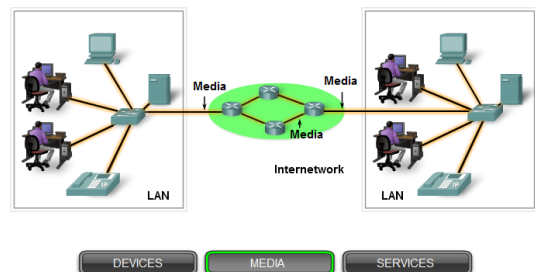 Media
Media
Media
Internetwork
LAN
LAN
DEVICES
MEDIA
SERVICES